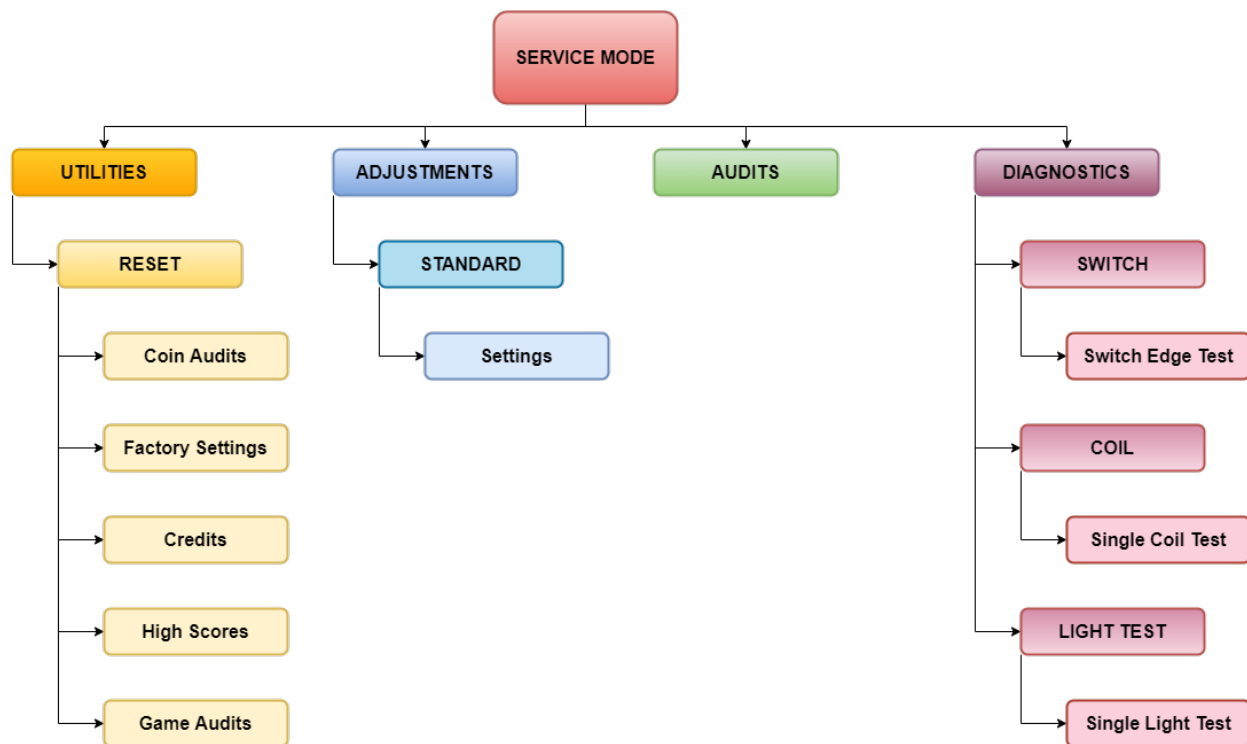 SERVICE MODE
UTILITIES
ADJUSTMENTS
AUDITS
DIAGNOSTICS
RESET
STANDARD
SWITCH
Coin Audits
Settings
Switch Edge Test
Factory Settings
COIL
Credits
Single Coil Test
High Scores
LIGHT TEST
Game Audits
Single Light Test